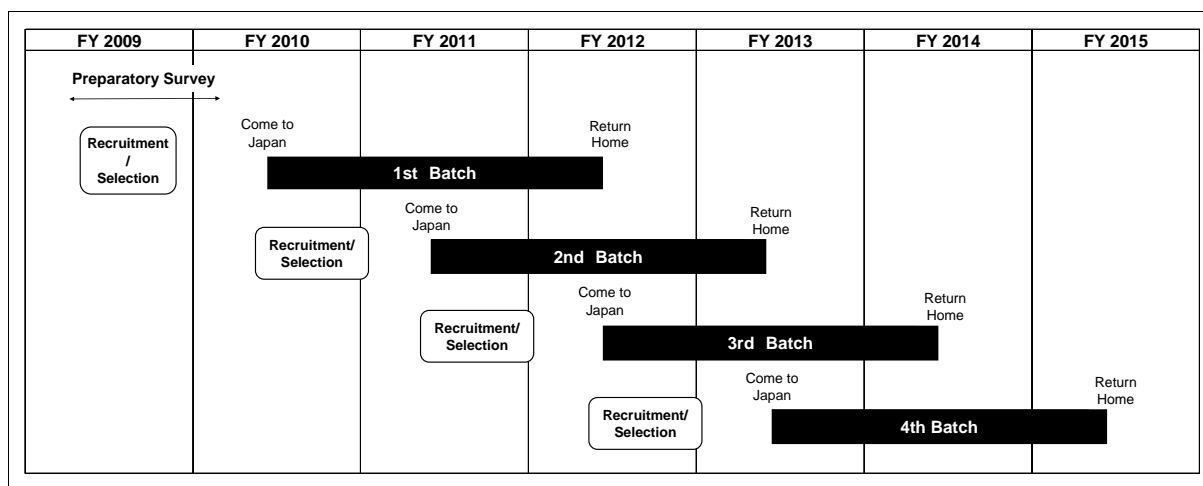 FY 2009 FY 2010 FY 2011 FY 2012 FY 2013 FY 2014 FY 2015
Preparatory Survey
Recruitment
/
Selection
Come to
Japan
Return
Home
1st Batch
Recruitment/
Selection
Come to
Japan
Return
Home
2nd Batch
Recruitment/
Selection
Come to
Japan
Return
Home
3rd Batch
Recruitment/
Selection
Come to
Japan
Return
Home
4th Batch